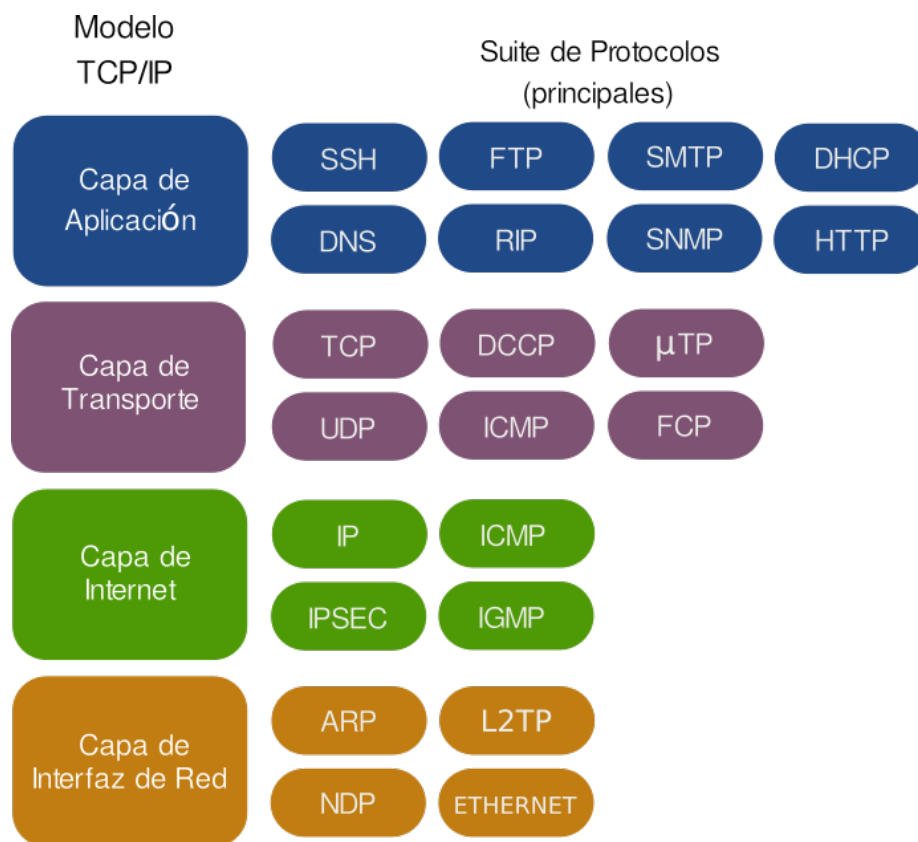 Modelo
TCP/IP
Suite de Protocolos
(principales)
Capa de
Aplicación
SSH FTP SMTP DHCP
DNS RIP SNMP HTTP
Capa de
Transporte
TCP DCCP µTP
UDP ICMP FCP
Capa de
Internet
IP ICMP
IPSEC IGMP
Capa de
Interfaz de Red
ARP L2TP
NDP ETHERNET